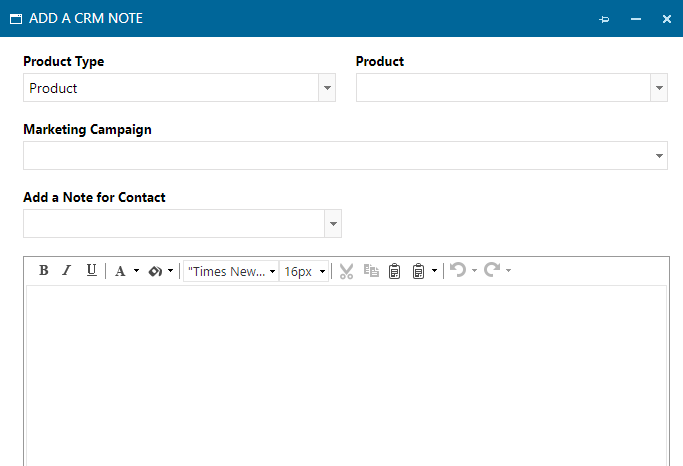 ADD A CRM NOTE
Product Type Product
Product
Marketing Campaign
Add a Note for Contact
B I U A "Times New... 16px